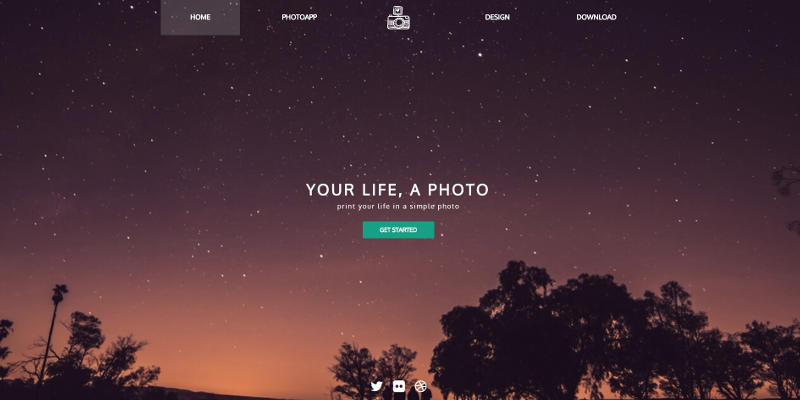 HOME PHOTOAPP DESIGN DOWNLOAD
YOUR LIFE, A PHOTO
print your life in a simple photo
GET STARTED